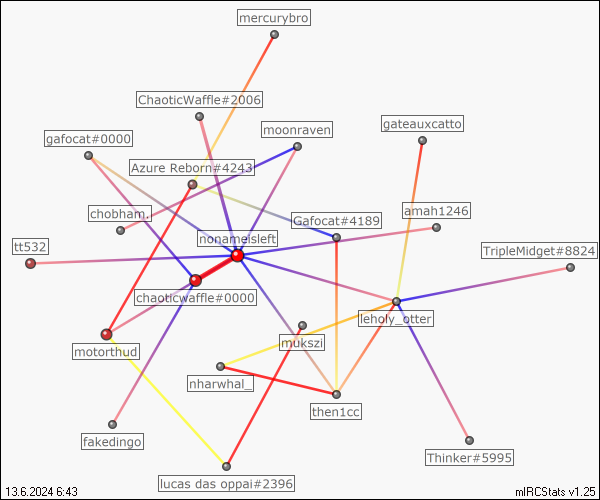 mercurybro
ChaoticWaffle#2006
gateauxcatto
moonraven
gafocat#0000
Azure Reborn#4243
chobham.
amah1246
Gafocat#4189
nonameisleft
tt532
TripleMidget#8824
chaoticwaffle#0000
leholy_otter
mukszi
motorthud
nharwhal_
then1cc
fakedingo
Thinker#5995
lucas das oppai#2396
13.6.2024 6:43
mIRCStats v1.25